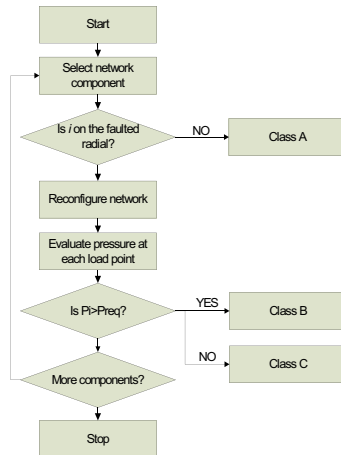 Start
Select network
component
Is i on the faulted
radial?
NO
Class A
Reconfigure network
Evaluate pressure at
each load point
Is Pi>Preq?
YES
Class B
NO
Class C
More components?
Stop